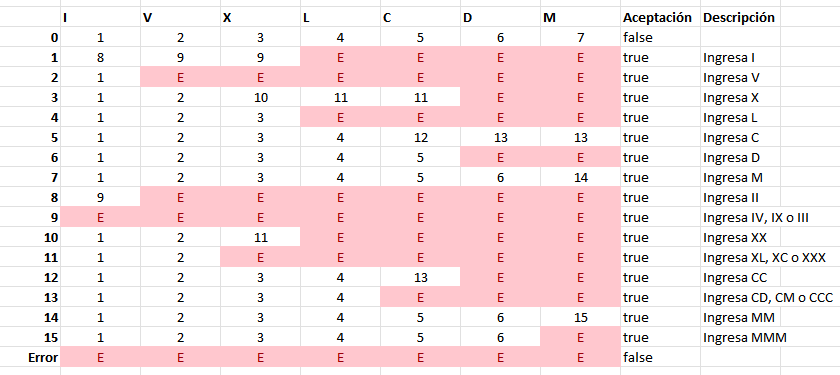 I V X L C D M Aceptación Descripción
0 1 2 3 4 5 6 7 false
1 8 9 9 E E E E true Ingresa I
2 1 E E E E E E true Ingresa V
3 1 2 10 11 11 E E true Ingresa X
4 1 2 3 E E E E true Ingresa L
5 1 2 3 4 12 13 13 true Ingresa C
6 1 2 3 4 5 E E true Ingresa D
7 1 2 3 4 5 6 14 true Ingresa M
8 9 E E E E E E true Ingresa II
9 E E E E E E E true Ingresa IV, IX o III
10 1 2 11 E E E E true Ingresa XX
11 1 2 E E E E E true Ingresa XL, XC o XXX
12 1 2 3 4 13 E E true Ingresa CC
13 1 2 3 4 E E E true Ingresa CD, CM o CCC
14 1 2 3 4 5 6 15 true Ingresa MM
15 1 2 3 4 5 6 E true Ingresa MMM
Error E E E E E E E false